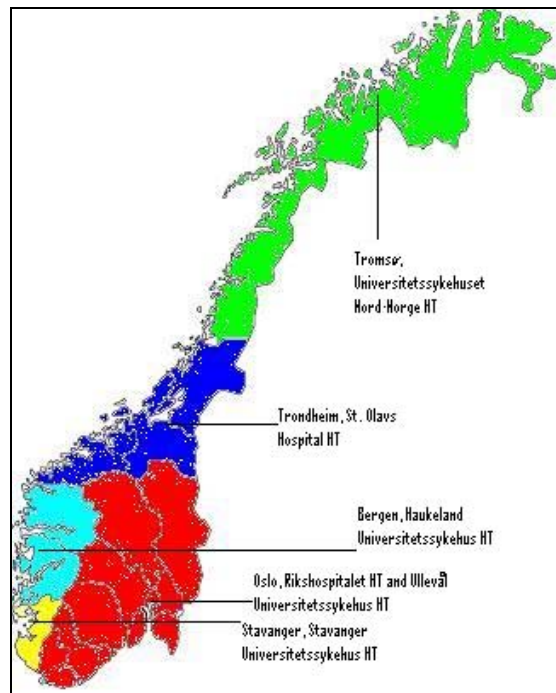 Tromsø,
Universitetssykehuset
Nord-Norge HT
Trondheim, St. Olavs
Hospital HT
Bergen, Haukeland
Universitetssykehus HT
Oslo, Rikshospitalet HT and Ullevål
Universitetssykehus HT
Stavanger, Stavanger
Universitetssykehus HT